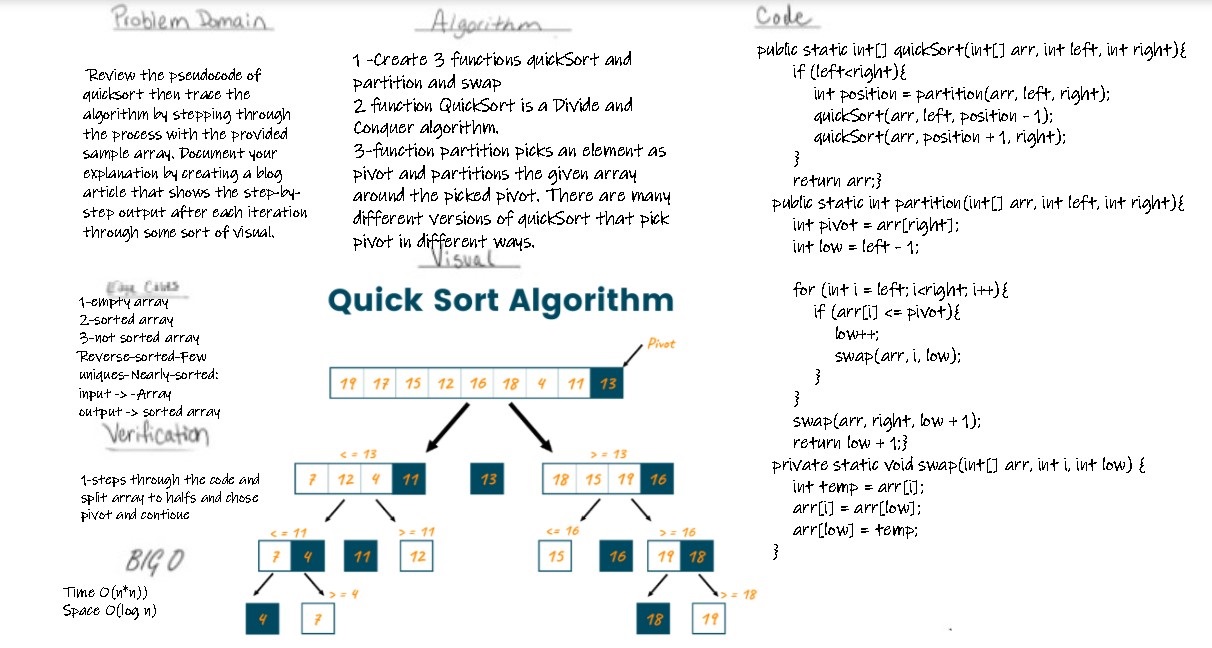 Problem Domain
Review the pseudocode of
quicksort then trace the
algorithm by stepping through
the process with the provided
sample array. Document your
explanation by creating a blog
article that shows the step-by-
step output after each iteration
through some sort of visual.
Edge Cases
1-empty array
2-sorted array
3-not sorted array
Reverse-sorted-Few
uniques-Nearly-sorted:
input -> -Array
output -> sorted array
Verification
1-steps through the code and
split array to halfs and chose
pivot and contioue
BIG O
Time O(n*n))
Space O(log n)
Algorithm
1 -Create 3 functions quickSort and
partition and swap
2 function QuickSort is a Divide and
Conquer algorithm.
3-function partition picks an element as
pivot and partitions the given array
around the picked pivot. There are many
different versions of quickSort that pick
pivot in different ways.
Visual
Quick Sort Algorithm
Pivot
19 17 15 12 16 18 4 11 13
< = 13
> = 13
7 12 4 11
13
18 15 19 16
< = 11
> = 11
<= 16
> = 16
7 4
11
12
15
16
19 18
> = 4
> = 18
4
7
18
19
Code
public static int[] quickSort(int[] arr, int left, int right){
if (left<right){
int position = partition(arr, left, right);
quickSort(arr, left, position - 1);
quickSort(arr, position + 1, right);
}
return arr;}
public static int partition(int[] arr, int left, int right){
int pivot = arr[right];
int low = left - 1;
for (int i = left; i<right; i++){
if (arr[i] <= pivot){
low++;
swap(arr, i, low);
}
}
swap(arr, right, low + 1);
return low + 1;}
private static void swap(int[] arr, int i, int low) {
int temp = arr[i];
arr[i] = arr[low];
arr[low] = temp;
}